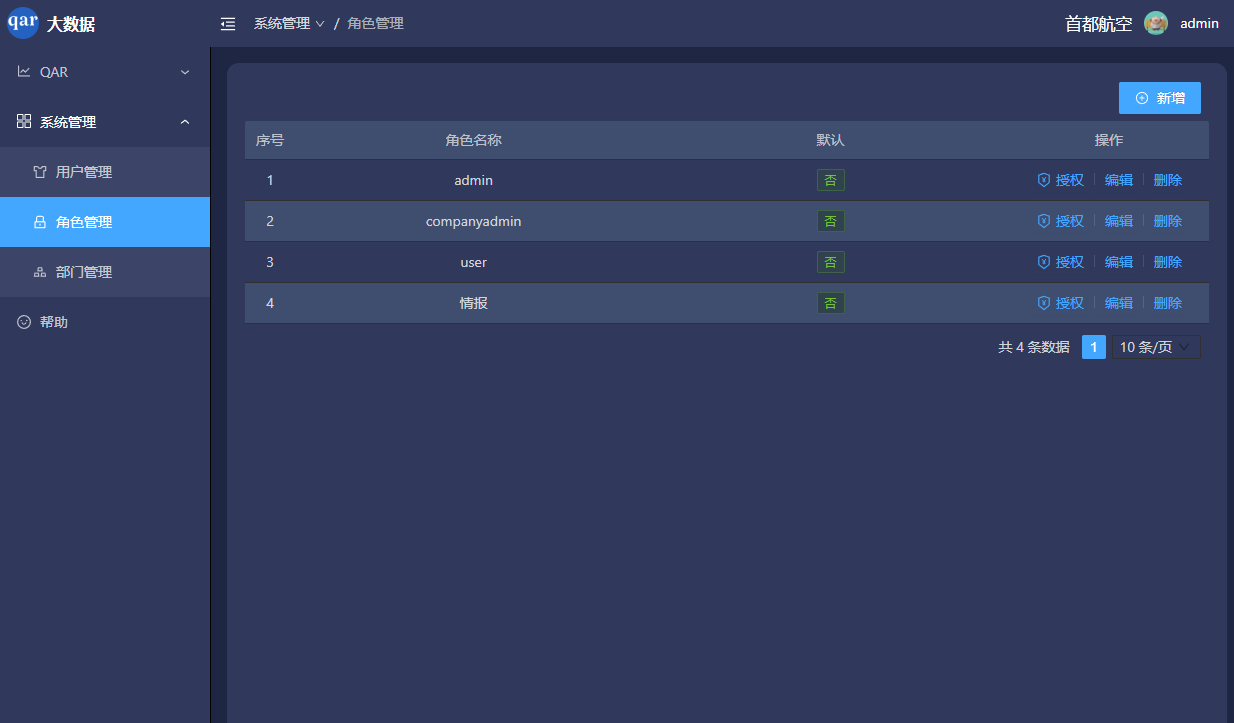 qar 大数据
系统管理 / 角色管理
首都航空 admin
QAR
系统管理
用户管理
角色管理
部门管理
帮助
新增
序号 角色名称 默认 操作
1 admin 否 授权 编辑 删除
2 companyadmin 否 授权 编辑 删除
3 user 否 授权 编辑 删除
4 情报 否 授权 编辑 删除
共 4 条数据 1 10 条/页